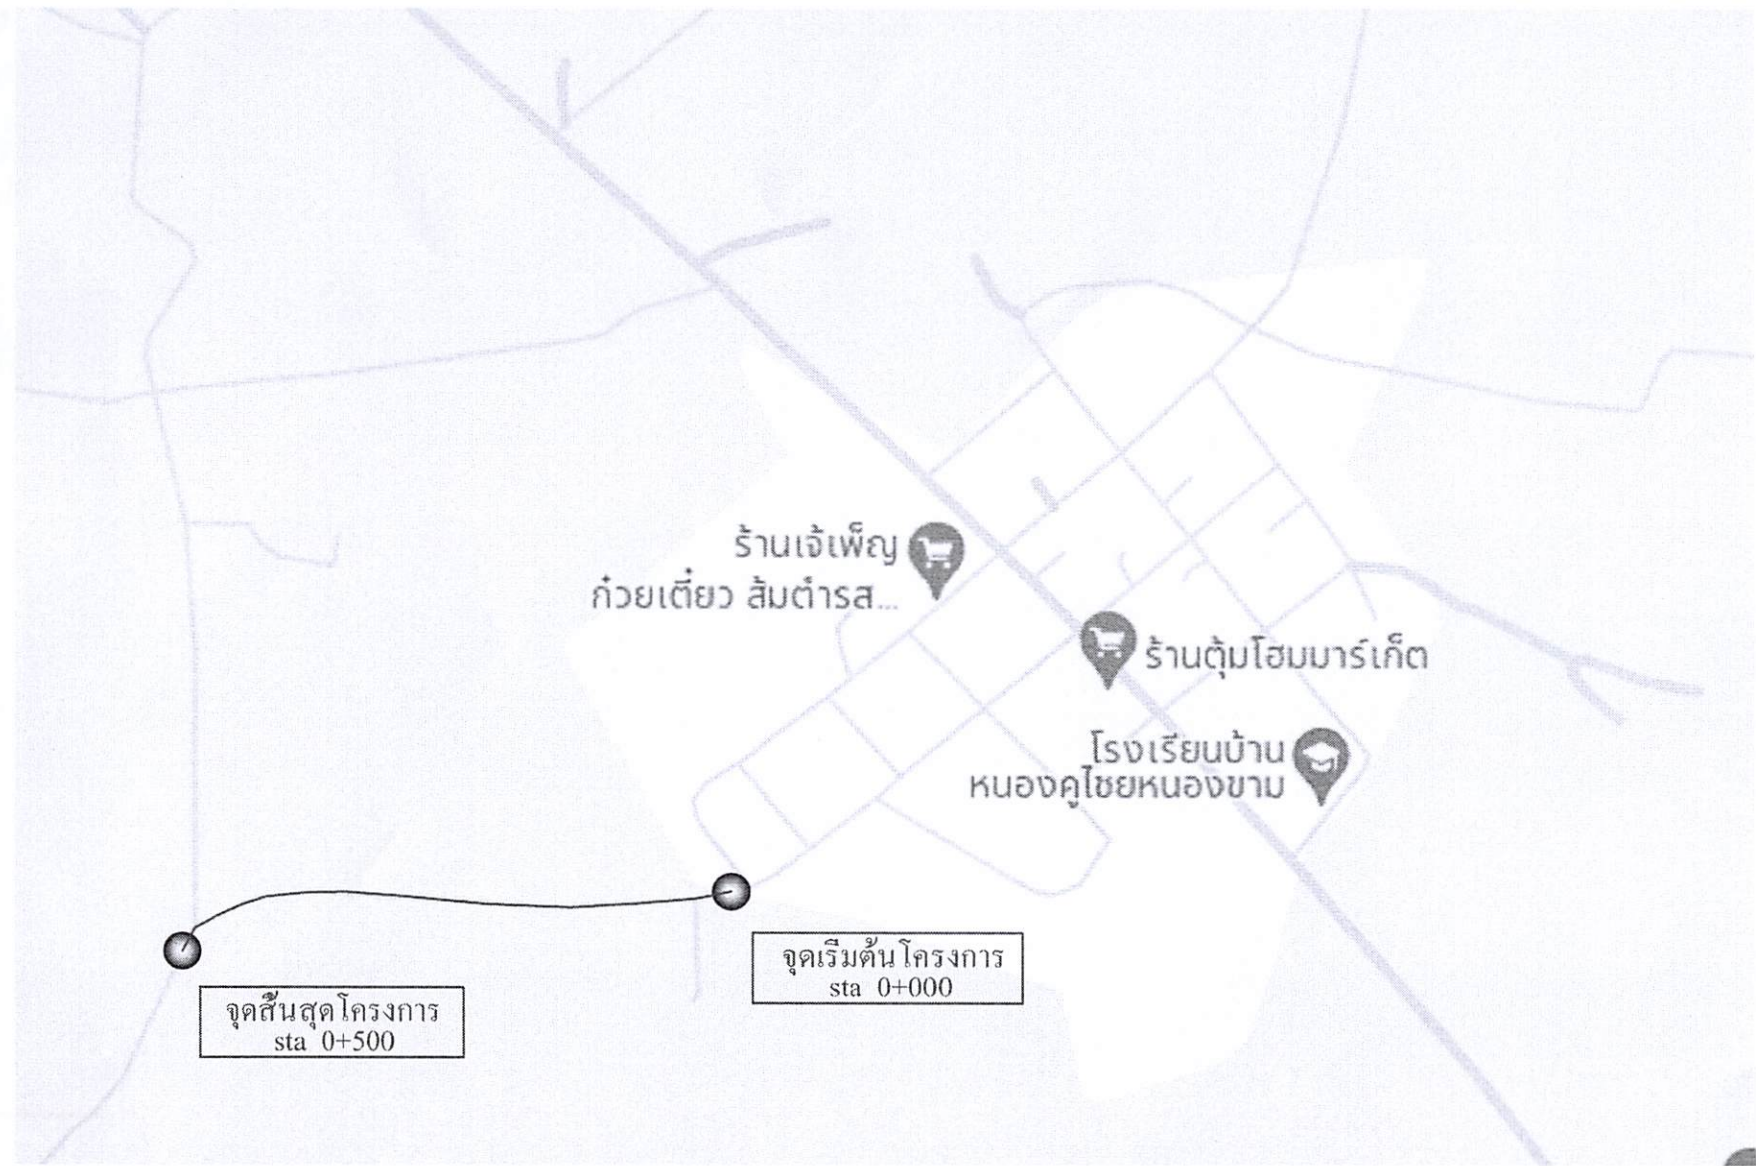 ร้านเจ้เพ็ญ
ก๋วยเตี๋ยว ส้มตำรส...
ร้านตุ้มโฮมมาร์เก็ต
โรงเรียนบ้าน
หนองคูไชยหนองขาม
จุดเริ่มต้นโครงการ
sta 0+000
จุดสิ้นสุดโครงการ
sta 0+500